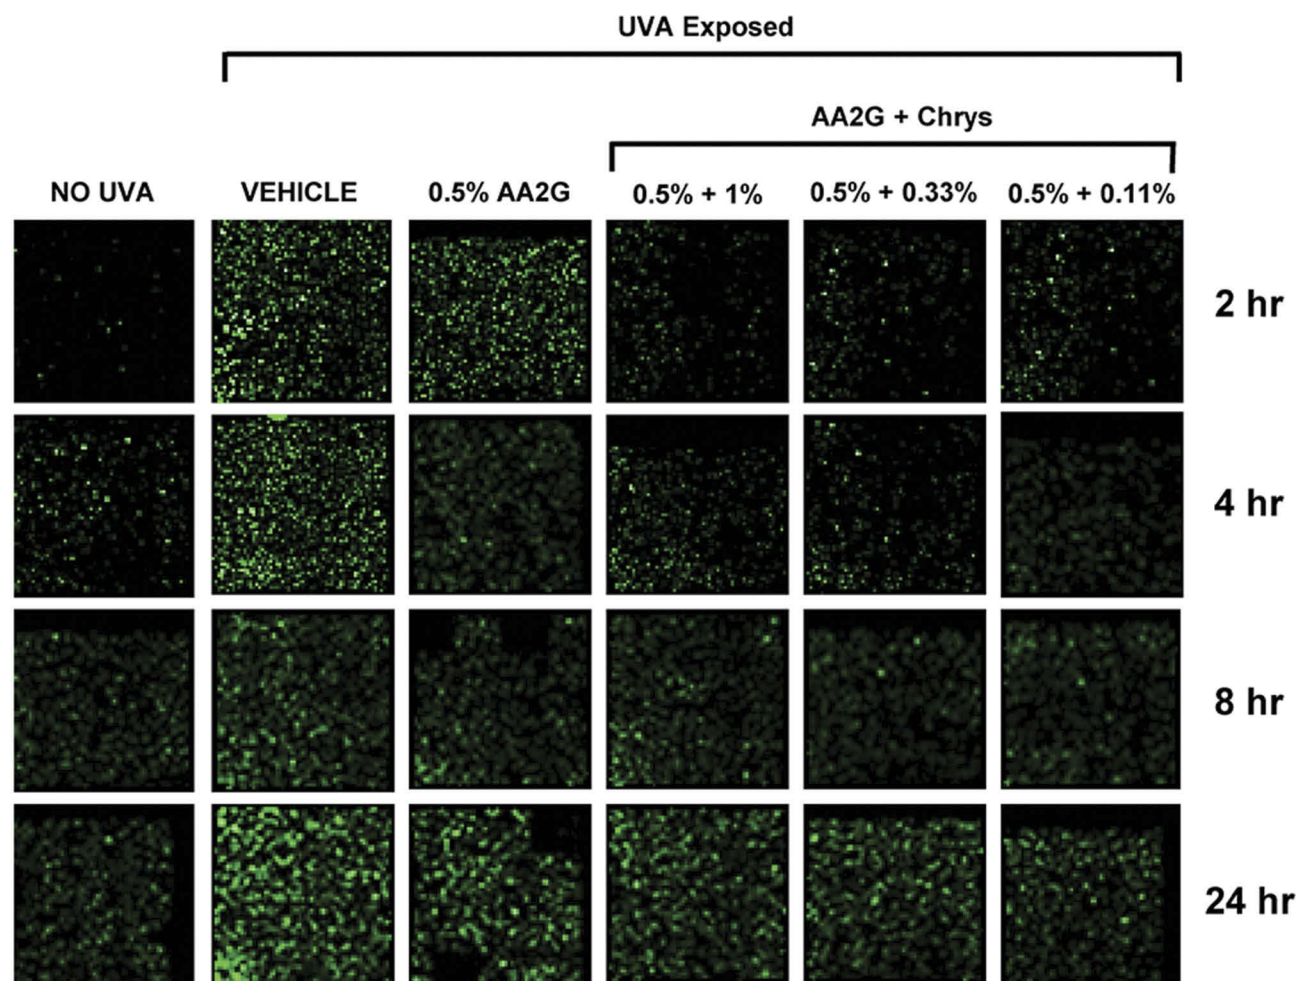 UVA Exposed
AA2G + Chrys
NO UVA VEHICLE 0.5% AA2G 0.5% + 1% 0.5% + 0.33% 0.5% + 0.11%
2 hr
4 hr
8 hr
24 hr